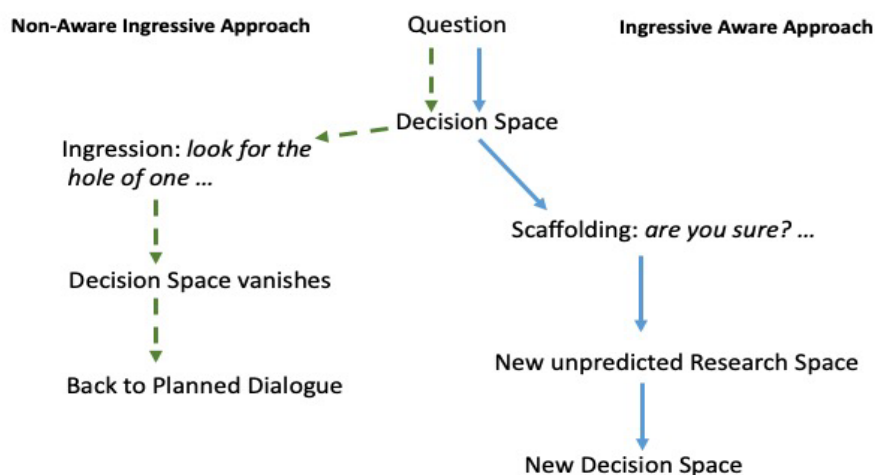 Non-Aware Ingressive Approach
Question
Ingressive Aware Approach
Decision Space
Ingression: look for the
hole of one ...
Scaffolding: are you sure? ...
Decision Space vanishes
New unpredicted Research Space
Back to Planned Dialogue
New Decision Space